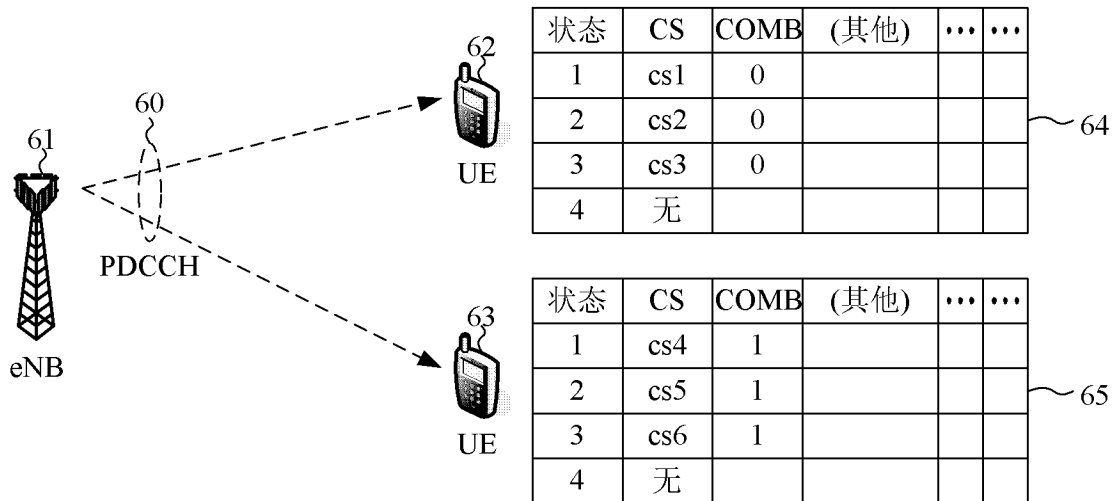 61
eNB
60
PDCCH
62
UE
状态 CS COMB (其他) ••• •••
1 cs1 0
2 cs2 0
3 cs3 0
4 无
64
63
UE
状态 CS COMB (其他) ••• •••
1 cs4 1
2 cs5 1
3 cs6 1
4 无
65